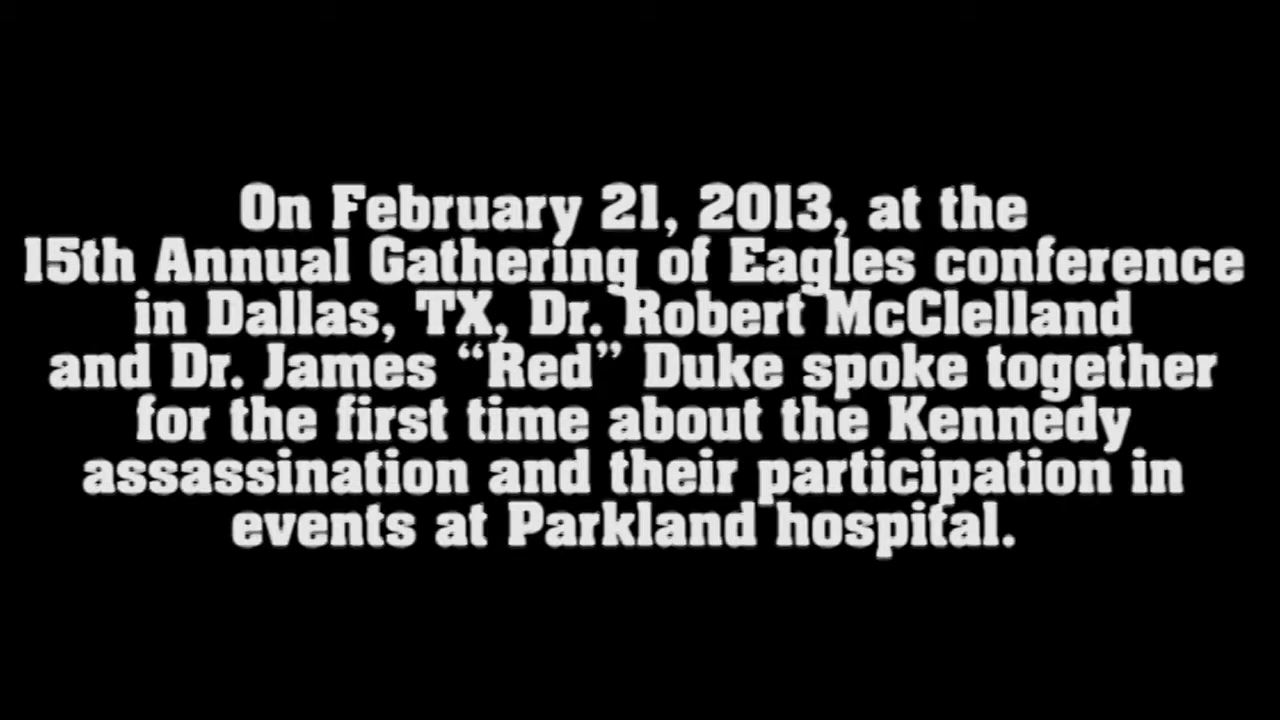 On February 21, 2013, at the
15th Annual Gathering of Eagles conference
in Dallas, TX, Dr. Robert McClelland
and Dr. James “Red” Duke spoke together
for the first time about the Kennedy
assassination and their participation in
events at Parkland hospital.